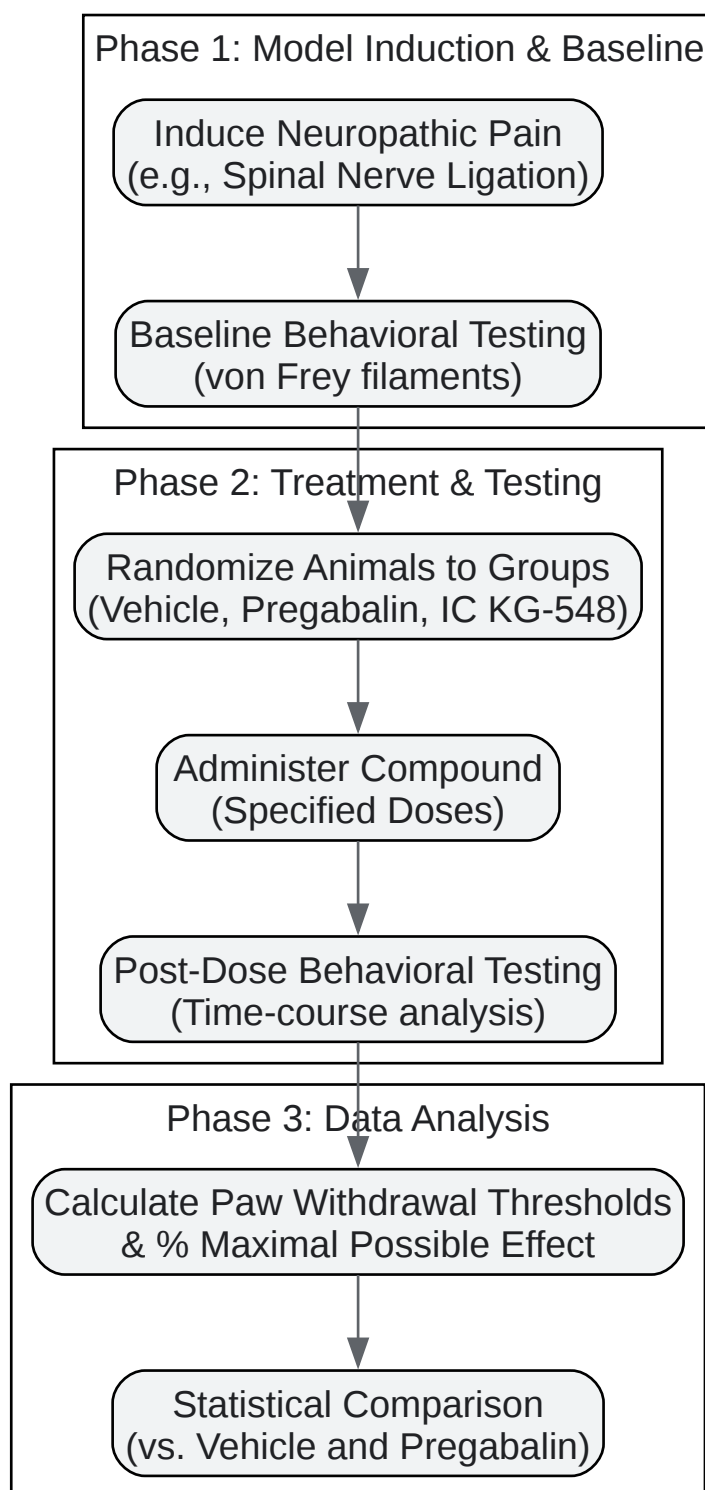 Phase 1: Model Induction & Baseline
Induce Neuropathic Pain
(e.g., Spinal Nerve Ligation)
Baseline Behavioral Testing
(von Frey filaments)
Phase 2: Treatment & Testing
Randomize Animals to Groups
(Vehicle, Pregabalin, IC KG-548)
Administer Compound
(Specified Doses)
Post-Dose Behavioral Testing
(Time-course analysis)
Phase 3: Data Analysis
Calculate Paw Withdrawal Thresholds
& % Maximal Possible Effect
Statistical Comparison
(vs. Vehicle and Pregabalin)